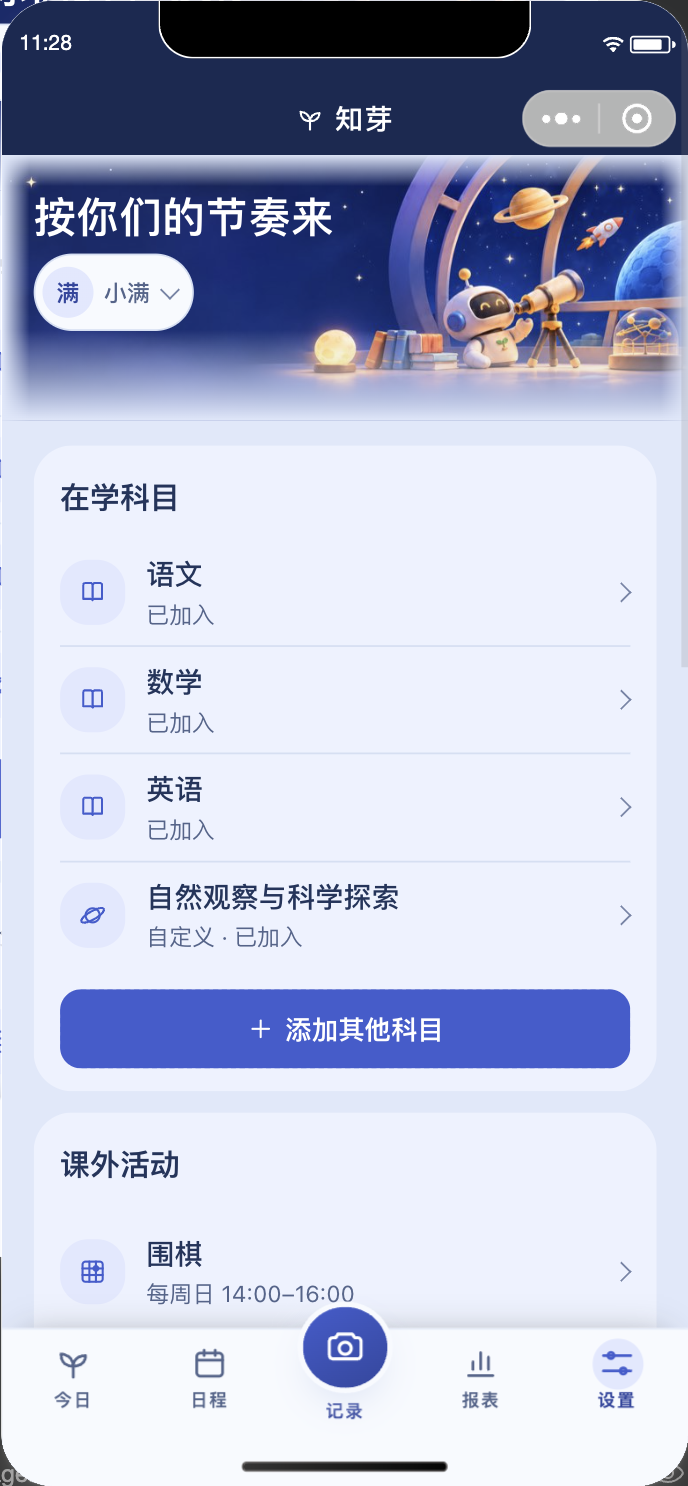 11:28
知芽
按你们的节奏来
满 小满
在学科目
语文
已加入
数学
已加入
英语
已加入
自然观察与科学探索
自定义 · 已加入
+ 添加其他科目
课外活动
围棋
每周日 14:00–16:00
今日
日程
记录
报表
设置